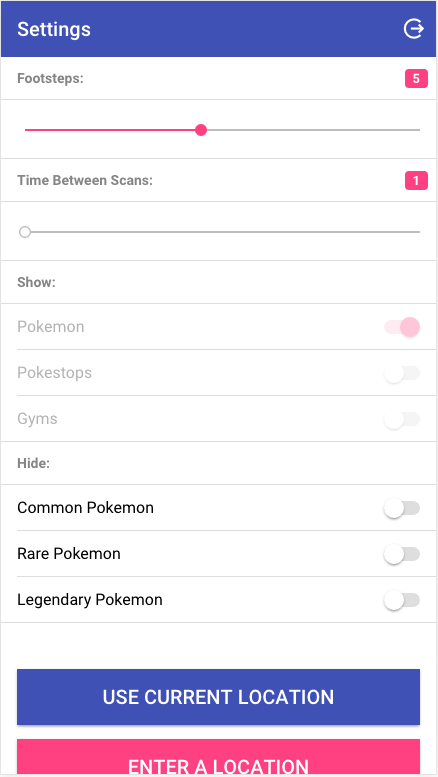 Settings
Footsteps: 5
Time Between Scans: 1
Show:
Pokemon
Pokestops
Gyms
Hide:
Common Pokemon
Rare Pokemon
Legendary Pokemon
USE CURRENT LOCATION
ENTER A LOCATION